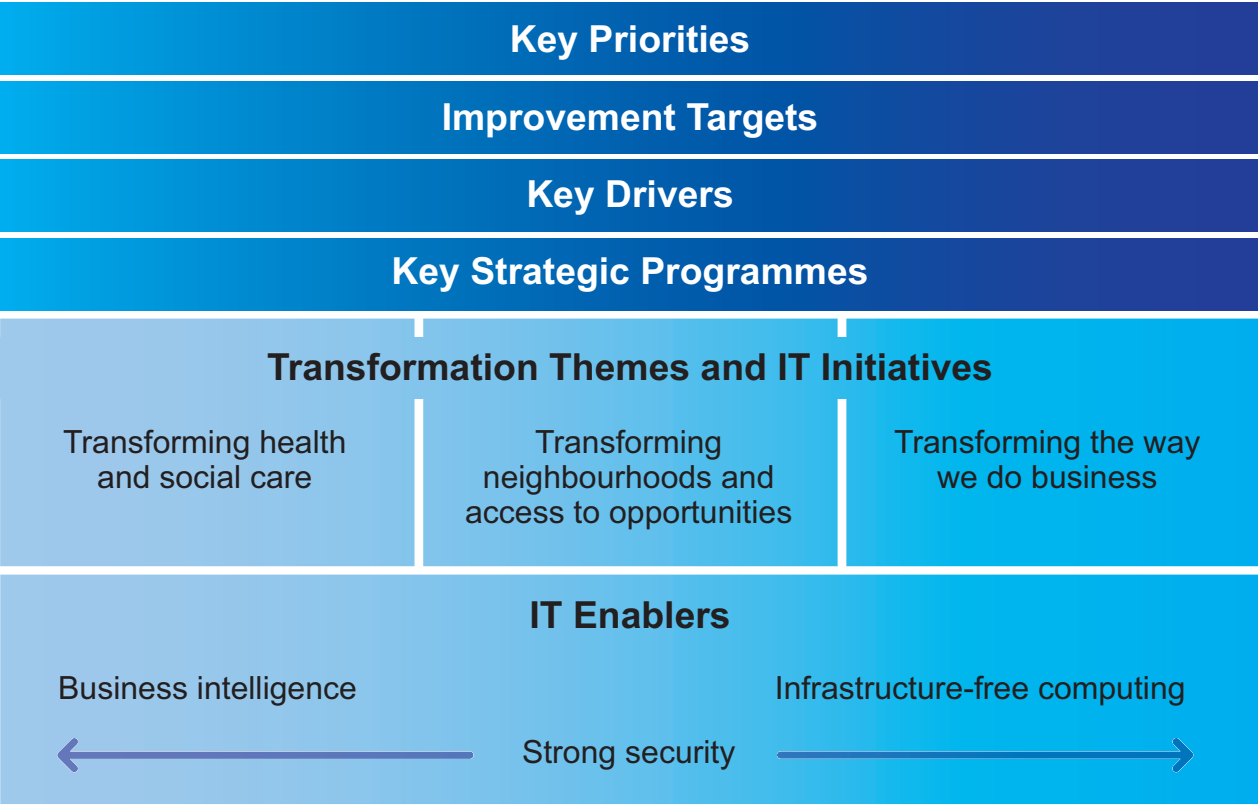 Key Priorities
Improvement Targets
Key Drivers
Key Strategic Programmes
Transformation Themes and IT Initiatives
Transforming health
and social care
Transforming
neighbourhoods and
access to opportunities
Transforming the way
we do business
IT Enablers
Business intelligence
Infrastructure-free computing
Strong security